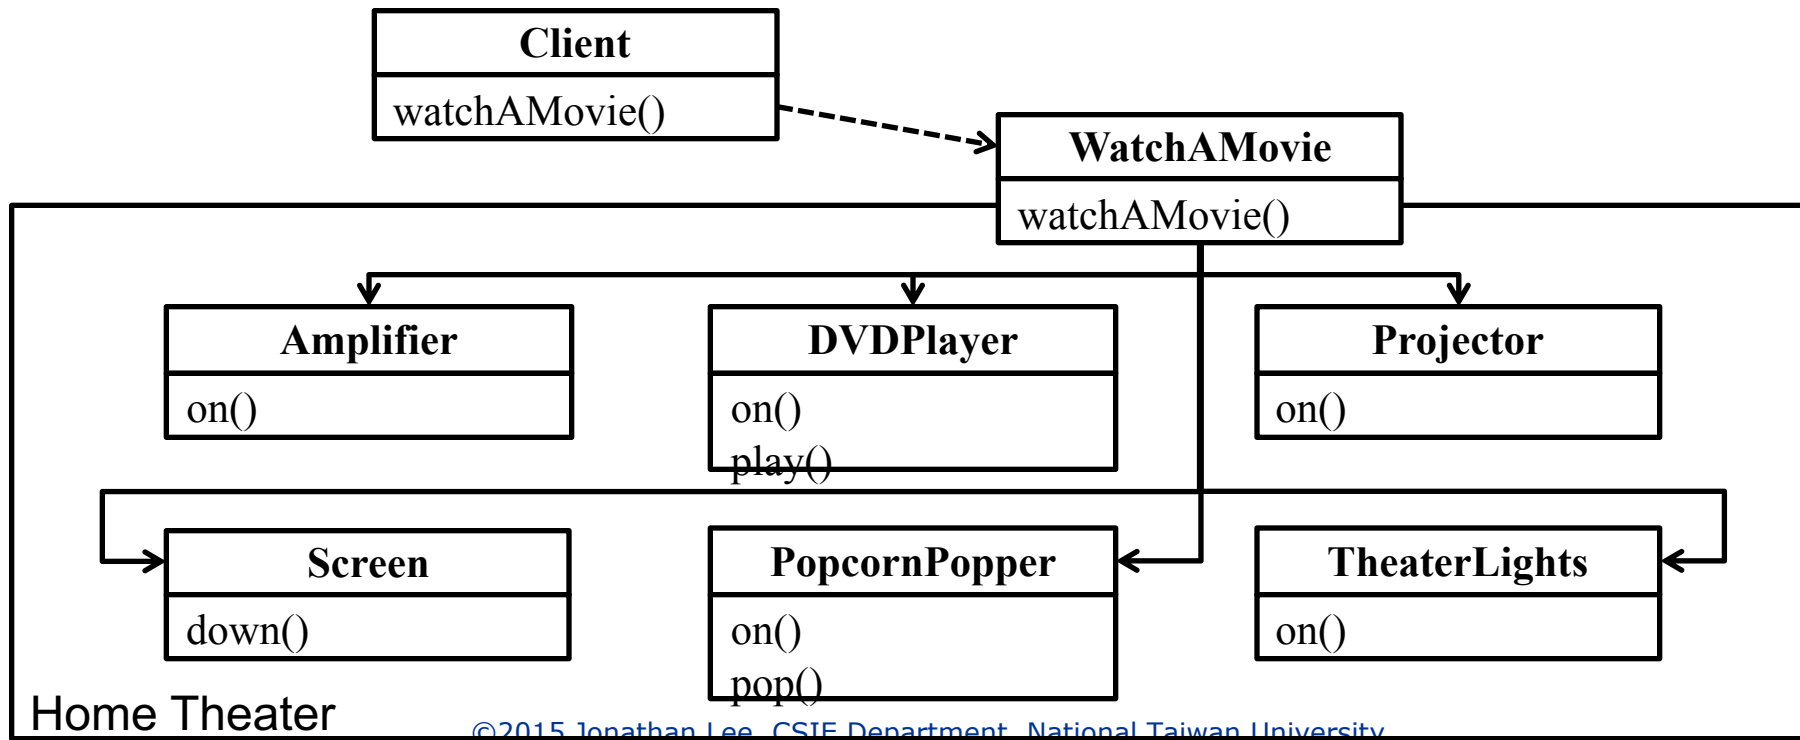 Client
watchAMovie()
WatchAMovie
watchAMovie()
Amplifier
on()
DVDPlayer
on()
play()
Projector
on()
Screen
down()
PopcornPopper
on()
pop()
TheaterLights
on()
Home Theater
©2015 Jonathan Lee, CSIE Department, National Taiwan University